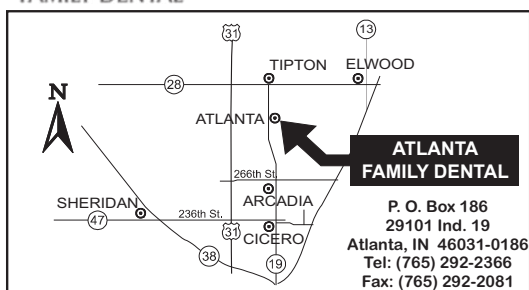 FAMILY DENTAL
31
13
TIPTON
ELWOOD
28
N
ATLANTA
ATLANTA
FAMILY DENTAL
266th St.
ARCADIA
SHERIDAN
236th St.
47
31
CICERO
38
19
P. O. Box 186
29101 Ind. 19
Atlanta, IN 46031-0186
Tel: (765) 292-2366
Fax: (765) 292-2081